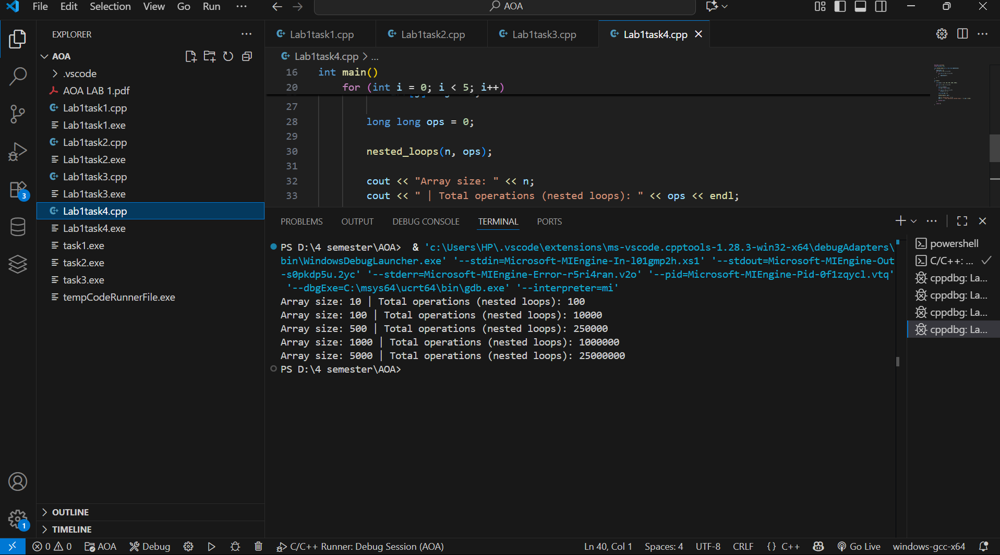 File Edit Selection View Go Run ...
AOA
EXPLORER
AOA
.vscode
AOA LAB 1.pdf
Lab1task1.cpp
Lab1task1.exe
Lab1task2.cpp
Lab1task2.exe
Lab1task3.cpp
Lab1task3.exe
Lab1task4.cpp
Lab1task4.exe
task1.exe
task2.exe
task3.exe
tempCodeRunnerFile.exe
OUTLINE
TIMELINE
3
1
Lab1task1.cpp Lab1task2.cpp Lab1task3.cpp Lab1task4.cpp
Lab1task4.cpp > ...
16 int main()
20 for (int i = 0; i < 5; i++)
27
28 long long ops = 0;
29
30 nested_loops(n, ops);
31
32 cout << "Array size: " << n;
33 cout << " | Total operations (nested loops): " << ops << endl;
PROBLEMS OUTPUT DEBUG CONSOLE TERMINAL PORTS
PS D:\4 semester\AOA>  & 'c:\Users\HP\.vscode\extensions\ms-vscode.cpptools-1.28.3-win32-x64\debugAdapters\
bin\WindowsDebugLauncher.exe' '--stdin=Microsoft-MIEngine-In-l01gmp2h.xs1' '--stdout=Microsoft-MIEngine-Out
-s0pkdp5u.2yc' '--stderr=Microsoft-MIEngine-Error-r5ri4ran.v2o' '--pid=Microsoft-MIEngine-Pid-0f1zqycl.vtq'
'--dbgExe=C:\msys64\ucrt64\bin\gdb.exe' '--interpreter=mi'
Array size: 10 | Total operations (nested loops): 100
Array size: 100 | Total operations (nested loops): 10000
Array size: 500 | Total operations (nested loops): 250000
Array size: 1000 | Total operations (nested loops): 1000000
Array size: 5000 | Total operations (nested loops): 25000000
PS D:\4 semester\AOA>
powershell
C/C++: ...
cppdbg: La...
cppdbg: La...
cppdbg: La...
cppdbg: La...
0 0 AOA Debug C/C++ Runner: Debug Session (AOA) Ln 40, Col 1 Spaces: 4 UTF-8 CRLF {} C++ Go Live windows-gcc-x64